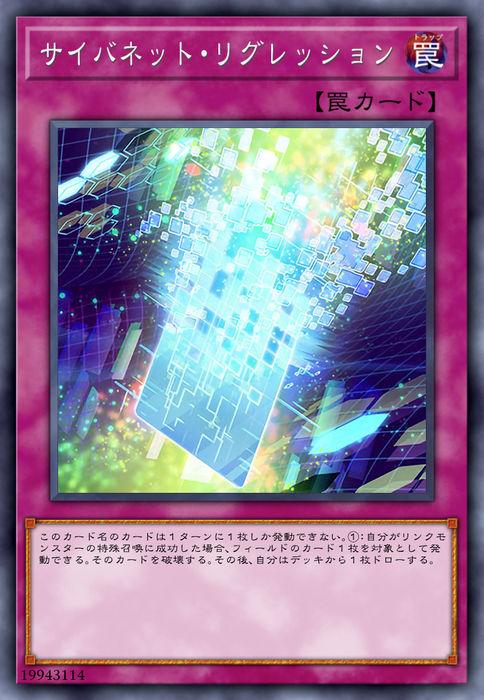 サイバネット・リグレッション
トラップ
罠
【罠カード】
このカード名のカードは１ターンに１枚しか発動できない。①：自分がリンクモ
ンスターの特殊召喚に成功した場合、フィールドのカード１枚を対象として発
動できる。そのカードを破壊する。その後、自分はデッキから１枚ドローする。
19943114